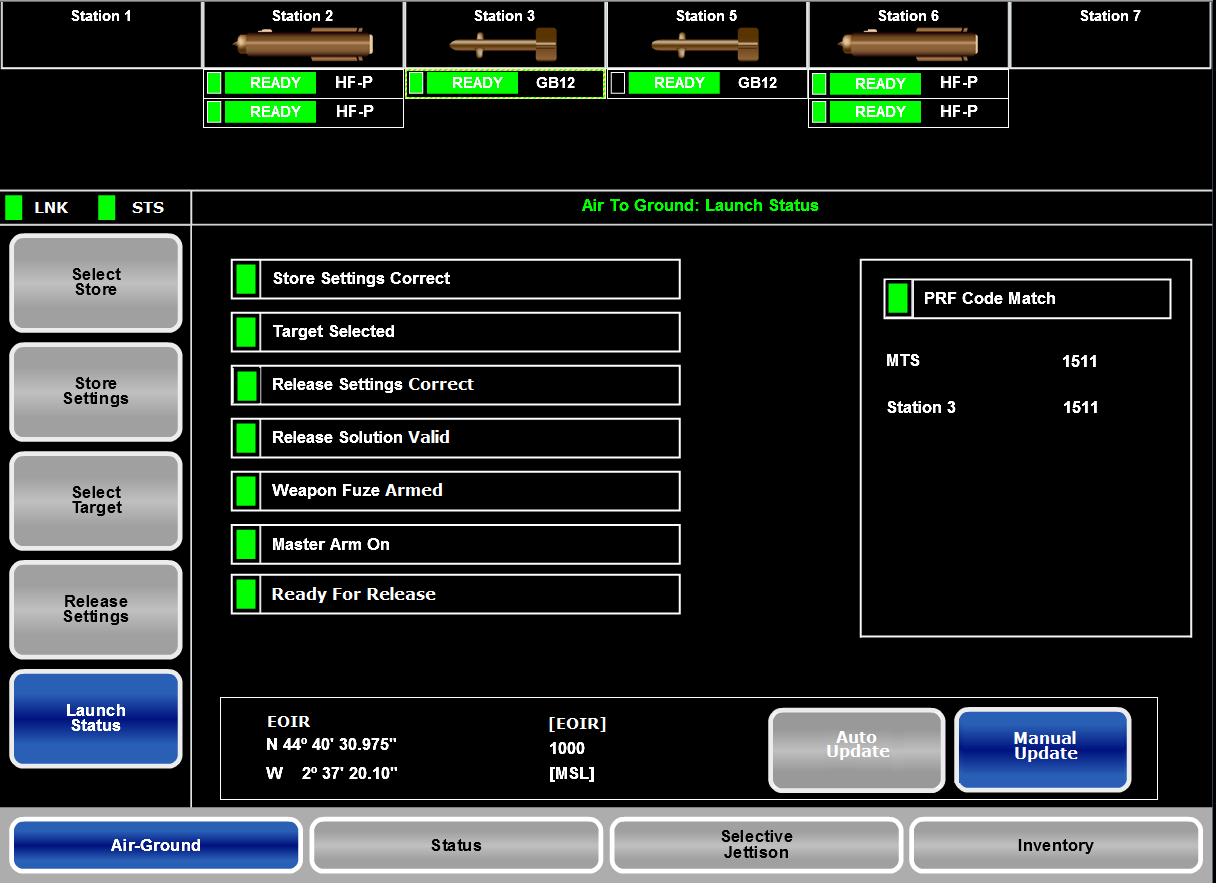 Station 1
Station 2
Station 3
Station 5
Station 6
Station 7
READY HF-P
READY GB12
READY GB12
READY HF-P
READY HF-P
READY HF-P
LNK STS
Air To Ground: Launch Status
Select
Store
Store
Settings
Select
Target
Release
Settings
Launch
Status
Store Settings Correct
Target Selected
Release Settings Correct
Release Solution Valid
Weapon Fuze Armed
Master Arm On
Ready For Release
PRF Code Match
MTS 1511
Station 3 1511
EOIR [EOIR]
N 44º 40' 30.975" 1000
W 2º 37' 20.10" [MSL]
Auto
Update
Manual
Update
Air-Ground
Status
Selective
Jettison
Inventory